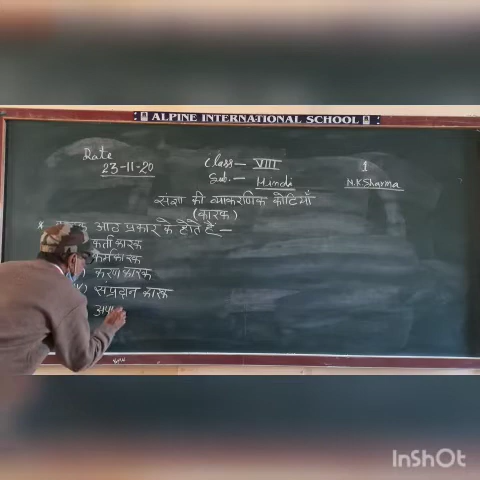 ALPINE INTERNATIONAL SCHOOL
Date
23-11-20
Class- VIII
Sub.- Hindi
1
N.K.Sharma
संज्ञा की व्याकरणिक कोटियाँ
(कारक)
* आठ प्रकार के होते है-
कर्ता कारक
कर्म कारक
करण कारक
संप्रदान कारक
अपा
InShOt